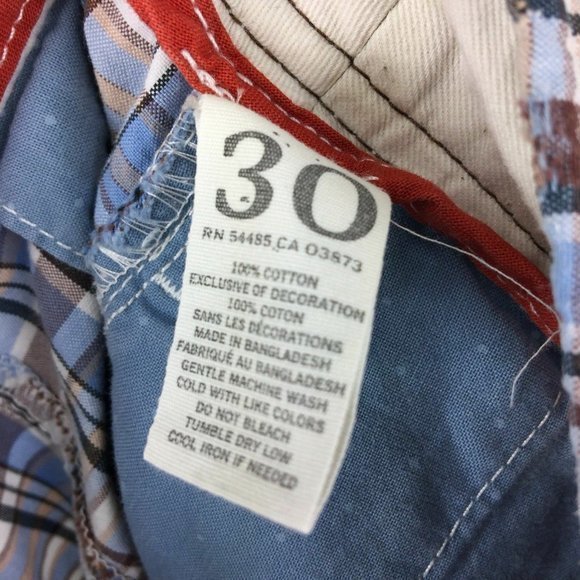 30
RN 54485 CA 03873
100% COTTON
EXCLUSIVE OF DECORATION
100% COTON
SANS LES DÉCORATIONS
MADE IN BANGLADESH
FABRIQUÉ AU BANGLADESH
GENTLE MACHINE WASH
COLD WITH LIKE COLORS
DO NOT BLEACH
TUMBLE DRY LOW
COOL IRON IF NEEDED